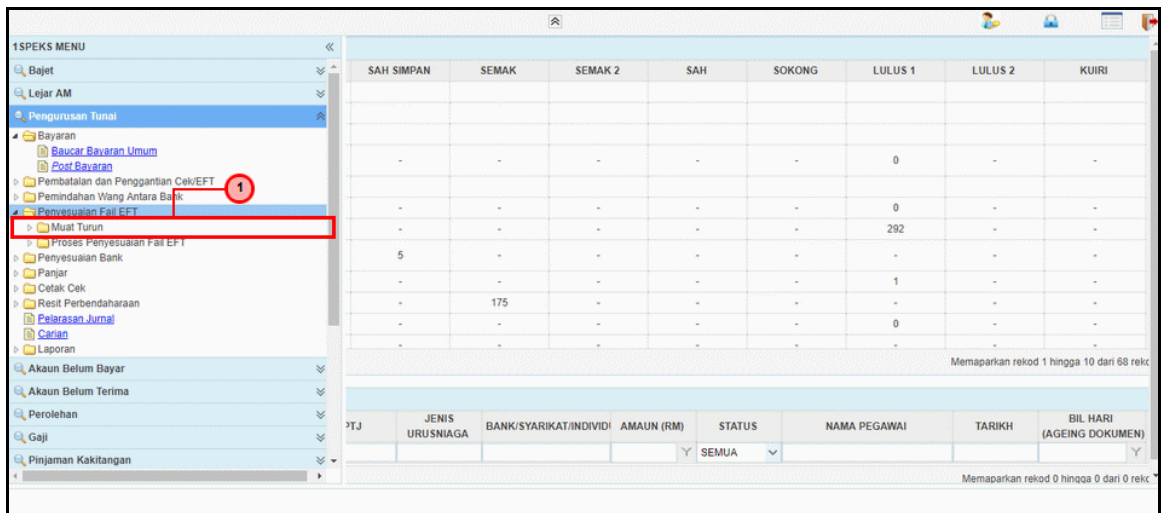 1SPEKS MENU
Bajet
Lejar AM
Pengurusan Tunai
Bayaran
Baucar Bayaran Umum
Post Bayaran
Pembatalan dan Penggantian Cek/EFT
Pemindahan Wang Antara Bank
Penyesuaian Fail EFT
Muat Turun
Proses Penyesuaian Fail EFT
Penyesuaian Bank
Panjar
Cetak Cek
Resit Perbendaharaan
Pelarasan Jurnal
Carian
Laporan
Akaun Belum Bayar
Akaun Belum Terima
Perolehan
Gaji
Pinjaman Kakitangan
1
SAH SIMPAN SEMAK SEMAK 2 SAH SOKONG LULUS 1 LULUS 2 KUIRI
- - - - - 0 - -
- - - - - 0 - -
- - - - - 292 - -
5 - - - - - - -
- - - - - 1 - -
- 175 - - - - - -
- - - - - 0 - -
- - - - - - - -
Memaparkan rekod 1 hingga 10 dari 68 reko
PTJ JENIS URUSNIAGA BANK/SYARIKAT/INDIVIDU AMAUN (RM) STATUS NAMA PEGAWAI TARIKH BIL HARI (AGEING DOKUMEN)
SEMUA
Memaparkan rekod 0 hingga 0 dari 0 reko